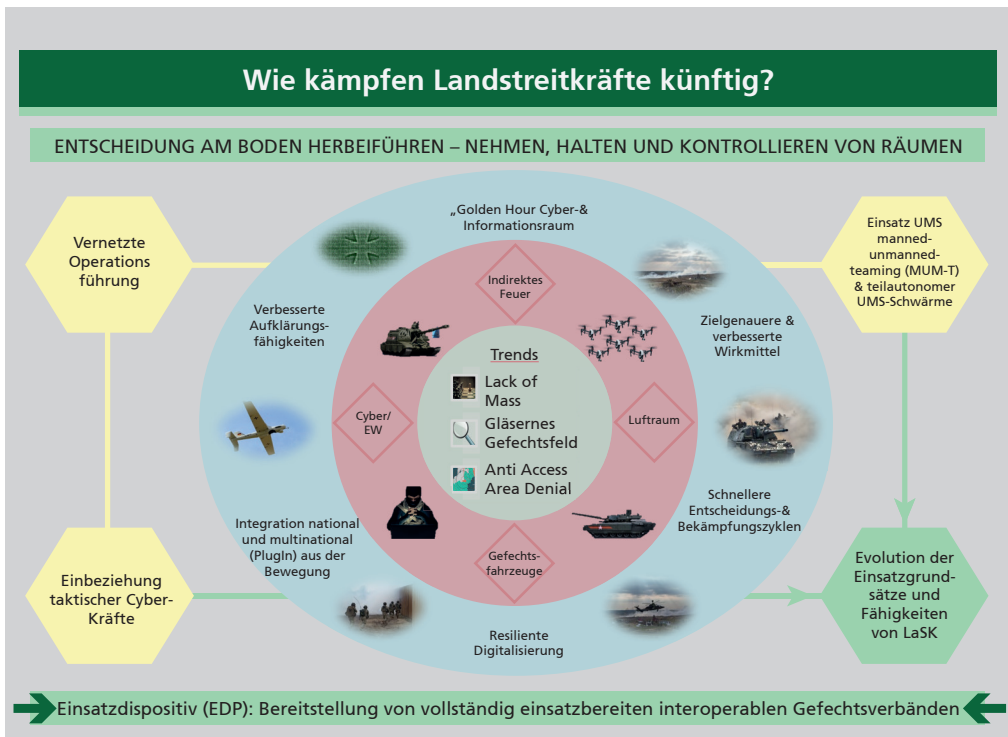 Wie kämpfen Landstreitkräfte künftig?
ENTSCHEIDUNG AM BODEN HERBEIFÜHREN – NEHMEN, HALTEN UND KONTROLLIEREN VON RÄUMEN
Vernetzte
Operations
führung
„Golden Hour Cyber-&
Informationsraum
Einsatz UMS
manned-
unmanned-
teaming (MUM-T)
& teilautonomer
UMS-Schwärme
Indirektes
Feuer
Verbesserte
Aufklärungs-
fähigkeiten
Zielgenauere &
verbesserte
Wirkmittel
Trends
Lack of
Mass
Gläsernes
Gefechtsfeld
Anti Access
Area Denial
Cyber/
EW
Luftraum
Integration national
und multinational
(PlugIn) aus der
Bewegung
Schnellere
Entscheidungs-&
Bekämpfungszyklen
Gefechts-
fahrzeuge
Einbeziehung
taktischer Cyber-
Kräfte
Evolution der
Einsatzgrund-
sätze und
Fähigkeiten
von LaSK
Resiliente
Digitalisierung
Einsatzdispositiv (EDP): Bereitstellung von vollständig einsatzbereiten interoperablen Gefechtsverbänden